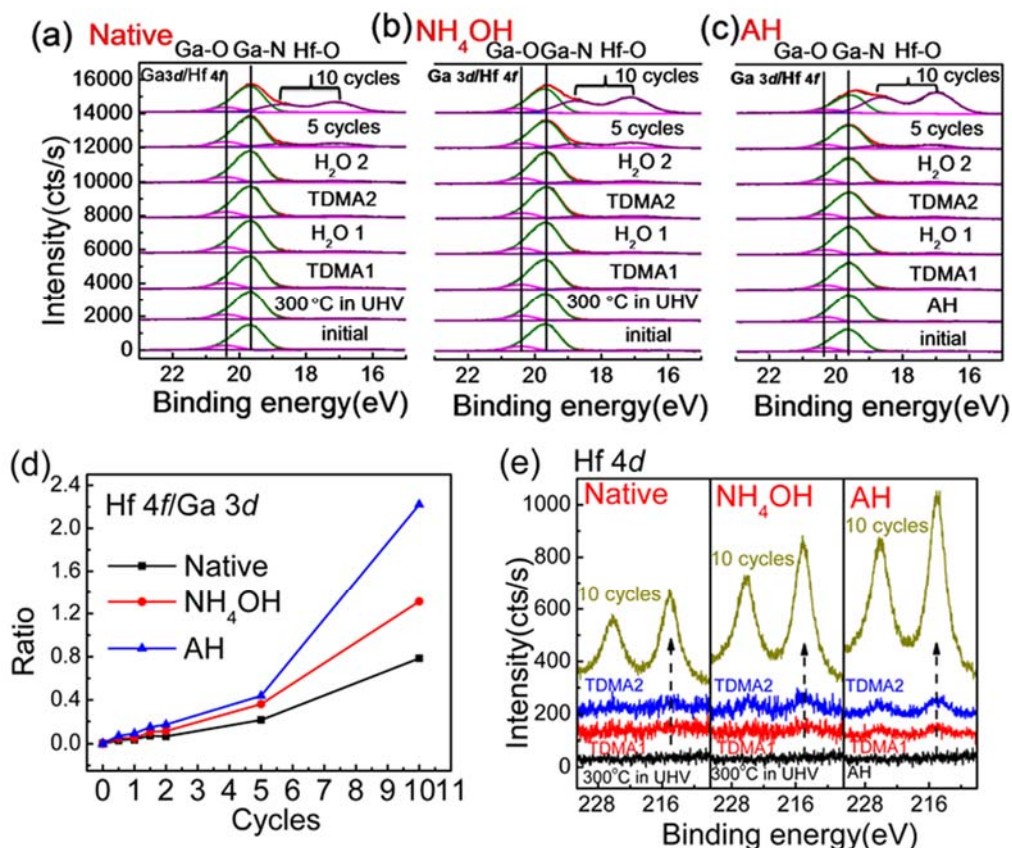 (a) Native
Ga-O Ga-N Hf-O
Ga3d/Hf 4f
10 cycles
5 cycles
H2O 2
TDMA2
H2O 1
TDMA1
300 °C in UHV
initial
16000
14000
12000
10000
8000
6000
4000
2000
0
Intensity(cts/s)
22 20 18 16
Binding energy(eV)
(b) NH4OH
Ga-O Ga-N Hf-O
Ga 3d/Hf 4f
10 cycles
5 cycles
H2O 2
TDMA2
H2O 1
TDMA1
300 °C in UHV
initial
22 20 18 16
Binding energy(eV)
(c) AH
Ga-O Ga-N Hf-O
Ga 3d/Hf 4f
10 cycles
5 cycles
H2O 2
TDMA2
H2O 1
TDMA1
AH
initial
22 20 18 16
Binding energy(eV)
(d)
Hf 4f/Ga 3d
Native
NH4OH
AH
2.4
2.0
1.6
1.2
0.8
0.4
0.0
Ratio
0 1 2 3 4 5 6 7 8 9 10 11
Cycles
(e) Hf 4d
Native NH4OH AH
10 cycles 10 cycles 10 cycles
TDMA2 TDMA2 TDMA2
TDMA1 TDMA1 TDMA1
300°C in UHV 300°C in UHV AH
1000
800
600
400
200
0
Intensity(cts/s)
228 216 228 216 228 216
Binding energy(eV)